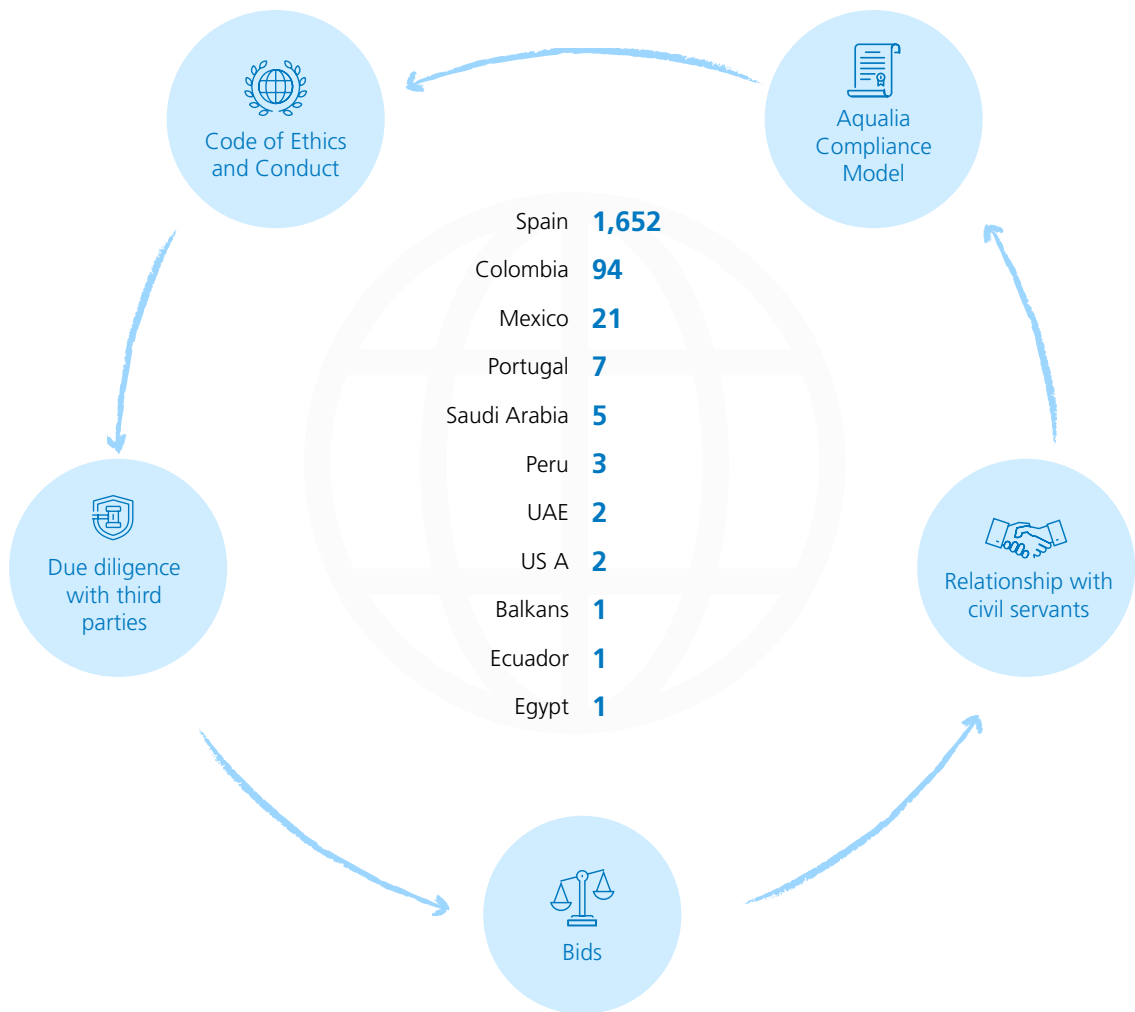 Code of Ethics
and Conduct
Aqualia
Compliance
Model
Spain 1,652
Colombia 94
Mexico 21
Portugal 7
Saudi Arabia 5
Peru 3
UAE 2
US A 2
Balkans 1
Ecuador 1
Egypt 1
Due diligence
with third
parties
Relationship with
civil servants
Bids